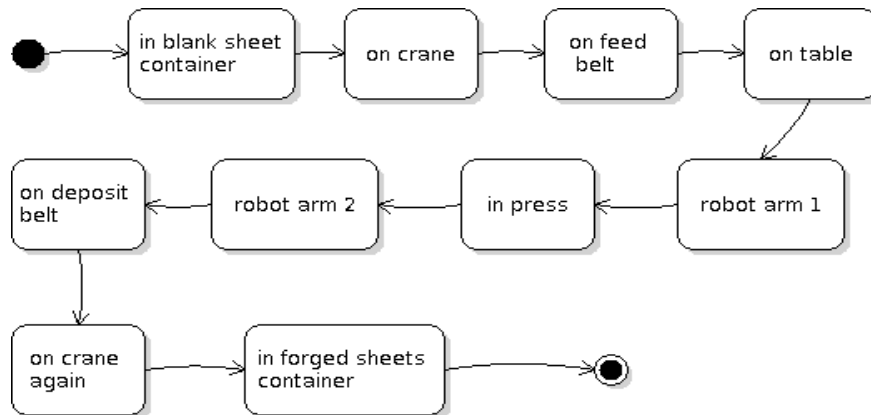 in blank sheet
container
on crane
on feed
belt
on table
robot arm 1
in press
robot arm 2
on deposit
belt
on crane
again
in forged sheets
container